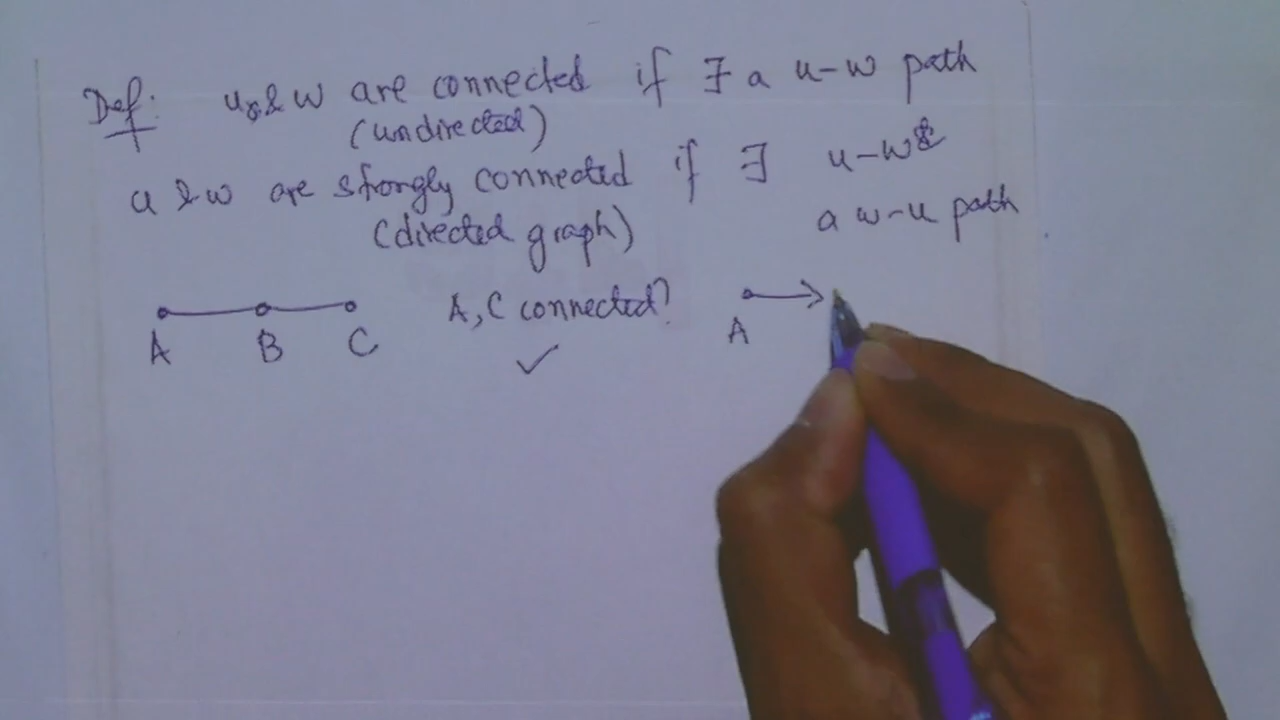 Def: u & w are connected if ∃ a u-w path
(undirected)
u & w are strongly connected if ∃ u-w &
(directed graph) a w-u path
A, C connected?
A B C ✓ A